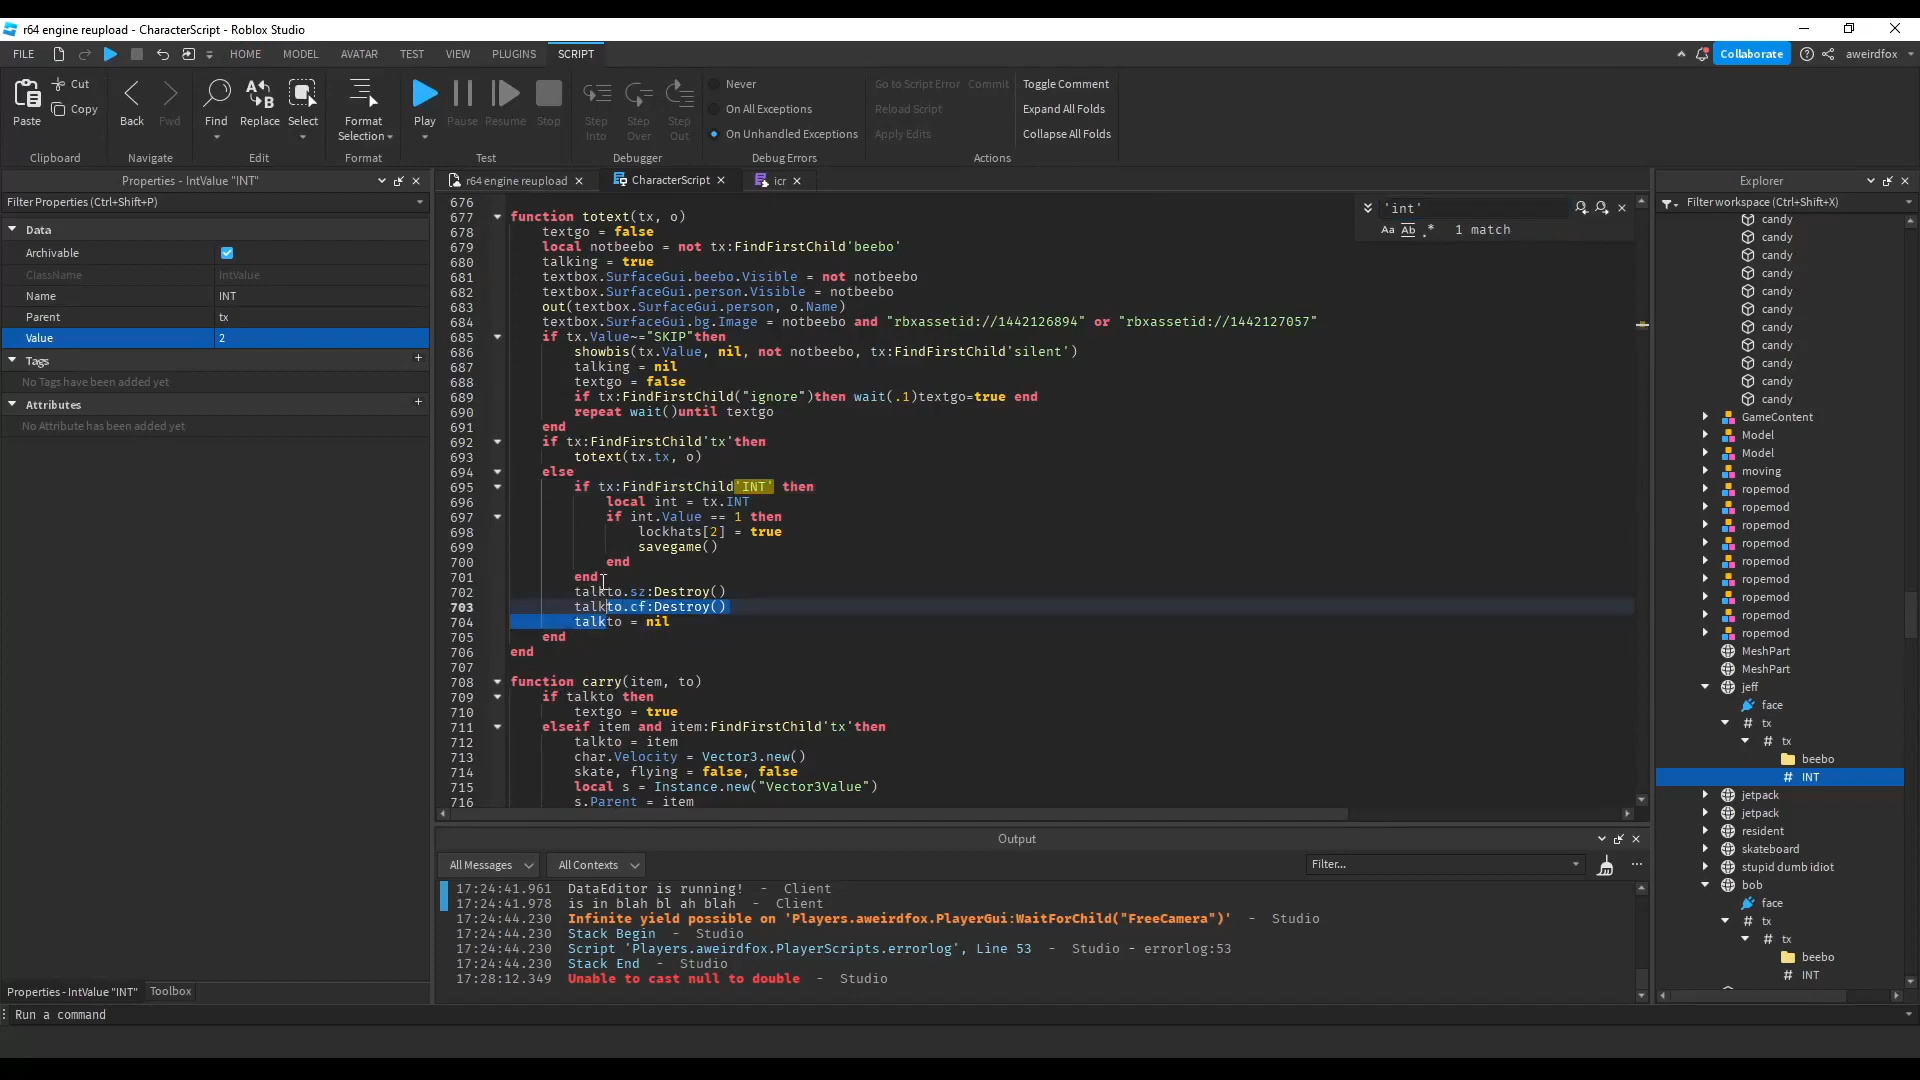 r64 engine reupload - CharacterScript - Roblox Studio
FILE HOME MODEL AVATAR TEST VIEW PLUGINS SCRIPT Collaborate aweirdfox
Paste Cut Copy Back Fwd Find Replace Select Format Selection Play Pause Resume Stop Step Into Step Over Step Out
Never
On All Exceptions
On Unhandled Exceptions
Go to Script Error Commit
Reload Script
Apply Edits
Toggle Comment
Expand All Folds
Collapse All Folds
Clipboard Navigate Edit Format Test Debugger Debug Errors Actions
Properties - IntValue "INT"
Filter Properties (Ctrl+Shift+P)
Data
Archivable
ClassName IntValue
Name INT
Parent tx
Value 2
Tags
No Tags have been added yet
Attributes
No Attribute has been added yet
Properties - IntValue "INT" Toolbox
r64 engine reupload CharacterScript icr
'int'
Aa Ab .* 1 match
676
677 function totext(tx, o)
678 textgo = false
679 local notbeebo = not tx:FindFirstChild'beebo'
680 talking = true
681 textbox.SurfaceGui.beebo.Visible = not notbeebo
682 textbox.SurfaceGui.person.Visible = notbeebo
683 out(textbox.SurfaceGui.person, o.Name)
684 textbox.SurfaceGui.bg.Image = notbeebo and "rbxassetid://1442126894" or "rbxassetid://1442127057"
685 if tx.Value~="SKIP"then
686 showbis(tx.Value, nil, not notbeebo, tx:FindFirstChild'silent')
687 talking = nil
688 textgo = false
689 if tx:FindFirstChild("ignore")then wait(.1)textgo=true end
690 repeat wait()until textgo
691 end
692 if tx:FindFirstChild'tx'then
693 totext(tx.tx, o)
694 else
695 if tx:FindFirstChild'INT' then
696 local int = tx.INT
697 if int.Value == 1 then
698 lockhats[2] = true
699 savegame()
700 end
701 end
702 talkto.sz:Destroy()
703 talkto.cf:Destroy()
704 talkto = nil
705 end
706 end
707
708 function carry(item, to)
709 if talkto then
710 textgo = true
711 elseif item and item:FindFirstChild'tx'then
712 talkto = item
713 char.Velocity = Vector3.new()
714 skate, flying = false, false
715 local s = Instance.new("Vector3Value")
716 s.Parent = item
Output
All Messages All Contexts Filter...
17:24:41.961 DataEditor is running! - Client
17:24:41.978 is in blah bl ah blah - Client
17:24:44.230 Infinite yield possible on 'Players.aweirdfox.PlayerGui:WaitForChild("FreeCamera")' - Studio
17:24:44.230 Stack Begin - Studio
17:24:44.230 Script 'Players.aweirdfox.PlayerScripts.errorlog', Line 53 - Studio - errorlog:53
17:24:44.230 Stack End - Studio
17:28:12.349 Unable to cast null to double - Studio
Explorer
Filter workspace (Ctrl+Shift+X)
candy
candy
candy
candy
candy
candy
candy
candy
candy
candy
candy
GameContent
Model
Model
moving
ropemod
ropemod
ropemod
ropemod
ropemod
ropemod
ropemod
ropemod
ropemod
MeshPart
MeshPart
jeff
face
tx
tx
beebo
INT
jetpack
jetpack
resident
skateboard
stupid dumb idiot
bob
face
tx
tx
beebo
INT
Run a command